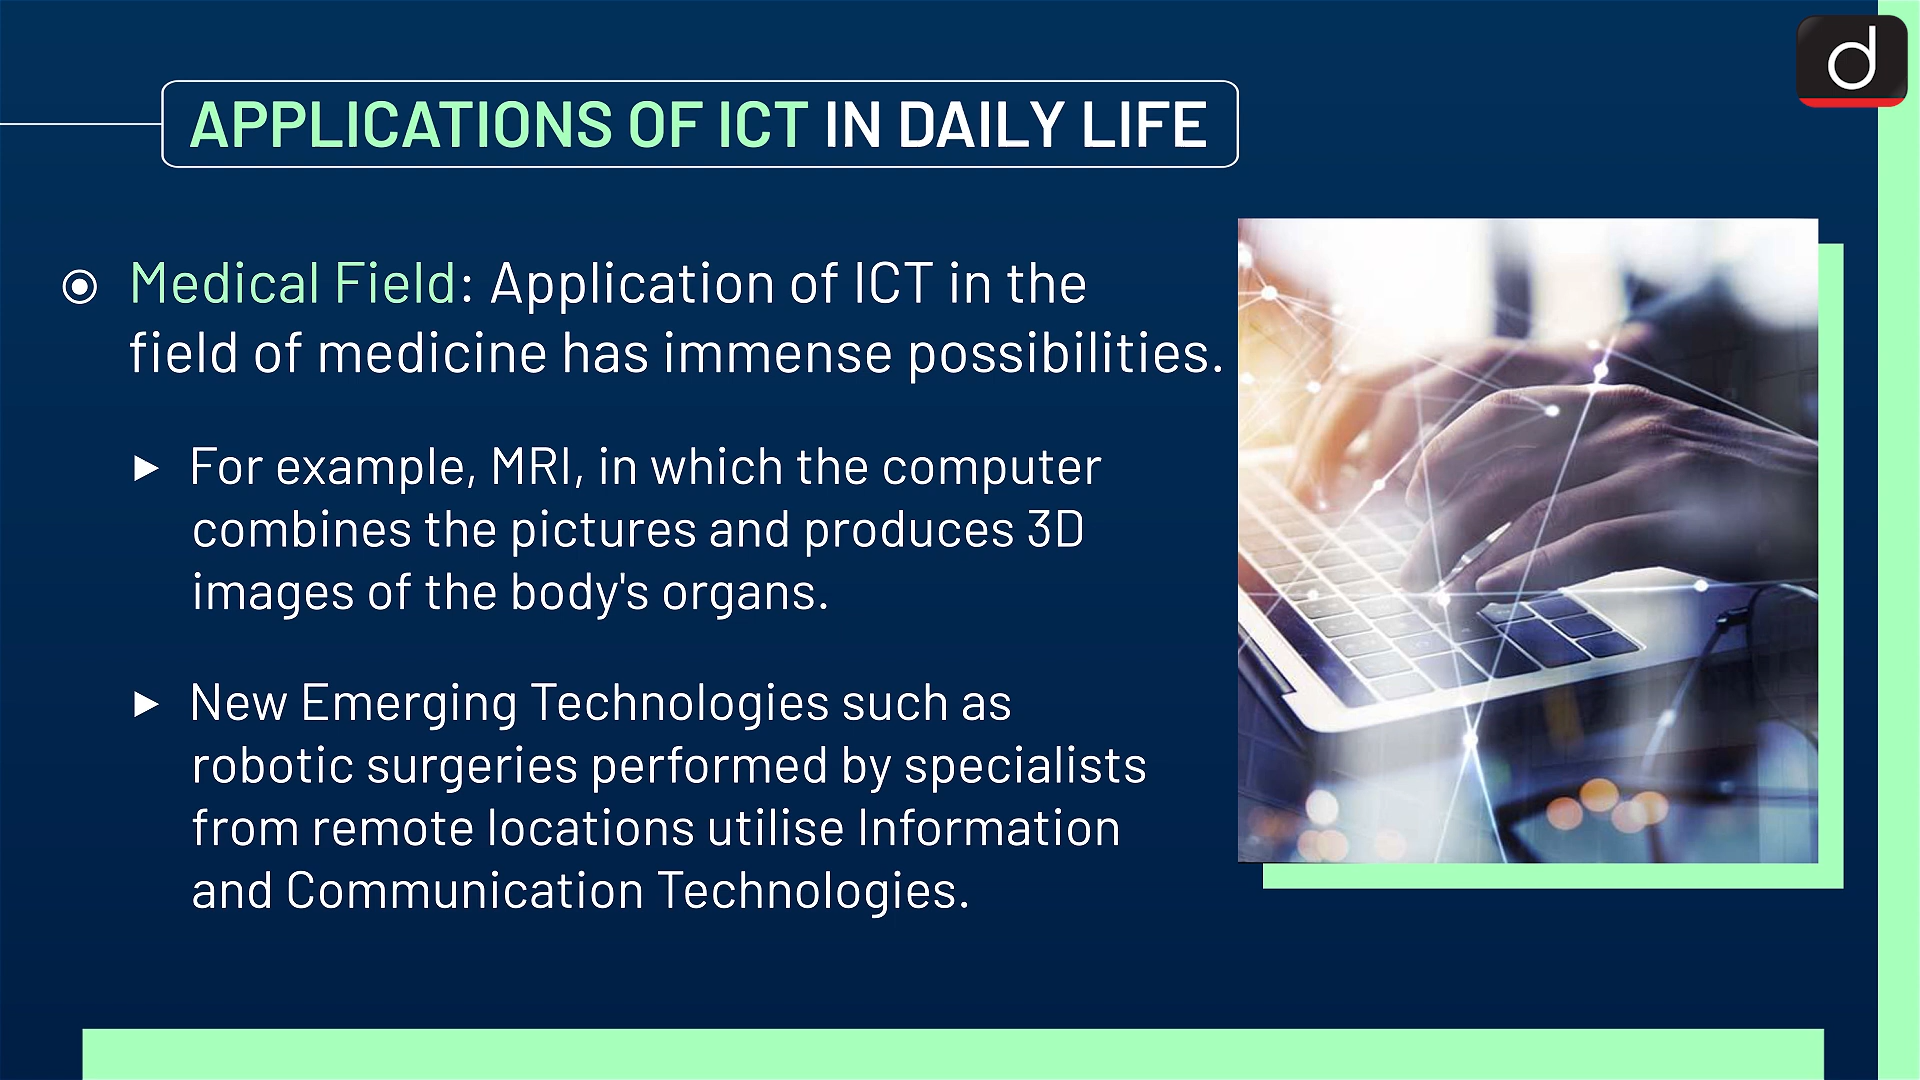 d
APPLICATIONS OF ICT IN DAILY LIFE
Medical Field: Application of ICT in the
field of medicine has immense possibilities.
For example, MRI, in which the computer
combines the pictures and produces 3D
images of the body's organs.
New Emerging Technologies such as
robotic surgeries performed by specialists
from remote locations utilise Information
and Communication Technologies.